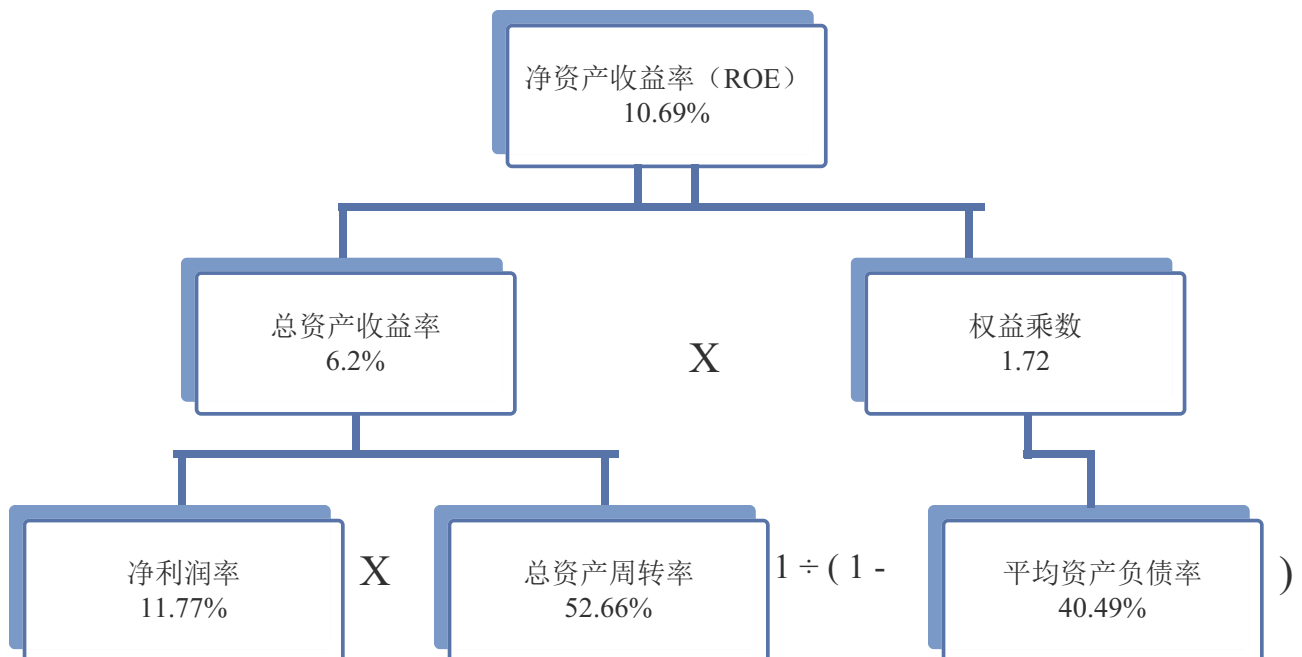 净资产收益率（ROE）
10.69%
总资产收益率
6.2%
X
权益乘数
1.72
净利润率
11.77%
X
总资产周转率
52.66%
1 ÷ ( 1 -
平均资产负债率
40.49%
)